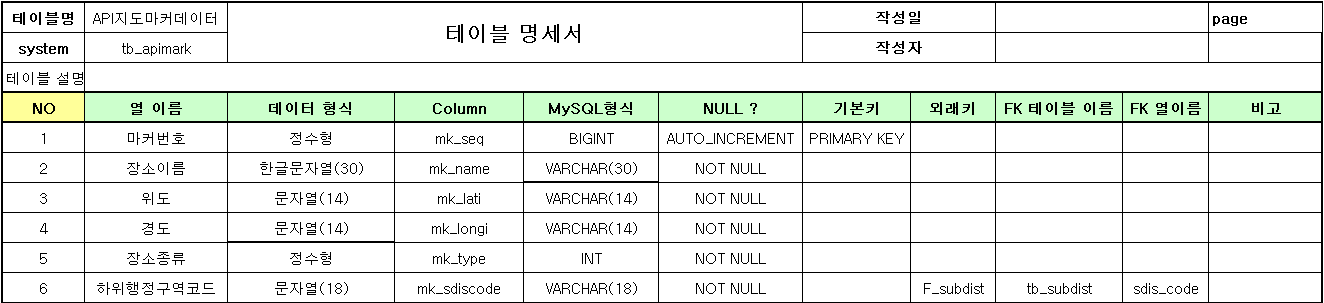 테이블명 API지도마커데이터 테이블 명세서 작성일 page
system tb_apimark 작성자
테이블 설명
NO 열 이름 데이터 형식 Column MySQL형식 NULL ? 기본키 외래키 FK 테이블 이름 FK 열이름 비고
1 마커번호 정수형 mk_seq BIGINT AUTO_INCREMENT PRIMARY KEY
2 장소이름 한글문자열(30) mk_name VARCHAR(30) NOT NULL
3 위도 문자열(14) mk_lati VARCHAR(14) NOT NULL
4 경도 문자열(14) mk_longi VARCHAR(14) NOT NULL
5 장소종류 정수형 mk_type INT NOT NULL
6 하위행정구역코드 문자열(18) mk_sdiscode VARCHAR(18) NOT NULL F_subdist tb_subdist sdis_code